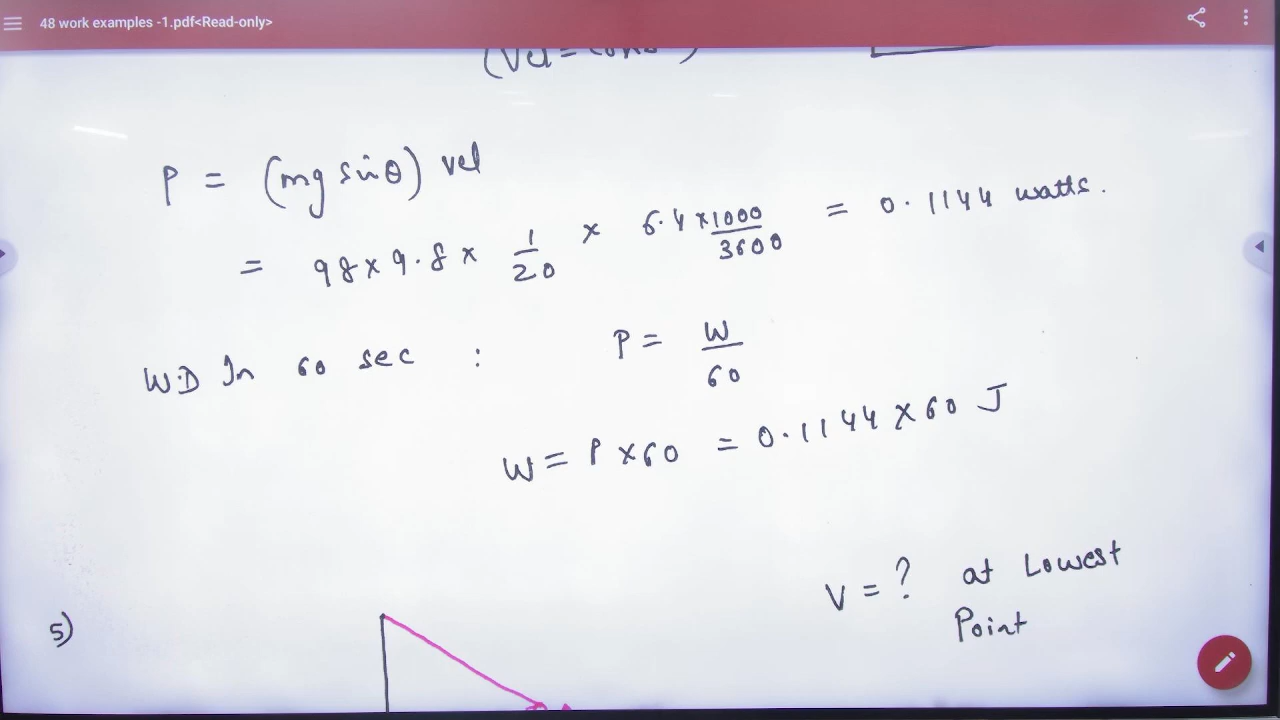 48 work examples -1.pdf<Read-only>
P = (mg sinθ) vel
= 98 × 9.8 × 1/20 × 6.4 × 1000/3600 = 0.1144 watts.
W.D In 60 sec : P = W/60
W = P × 60 = 0.1144 × 60 J
5)
V = ? at Lowest
Point